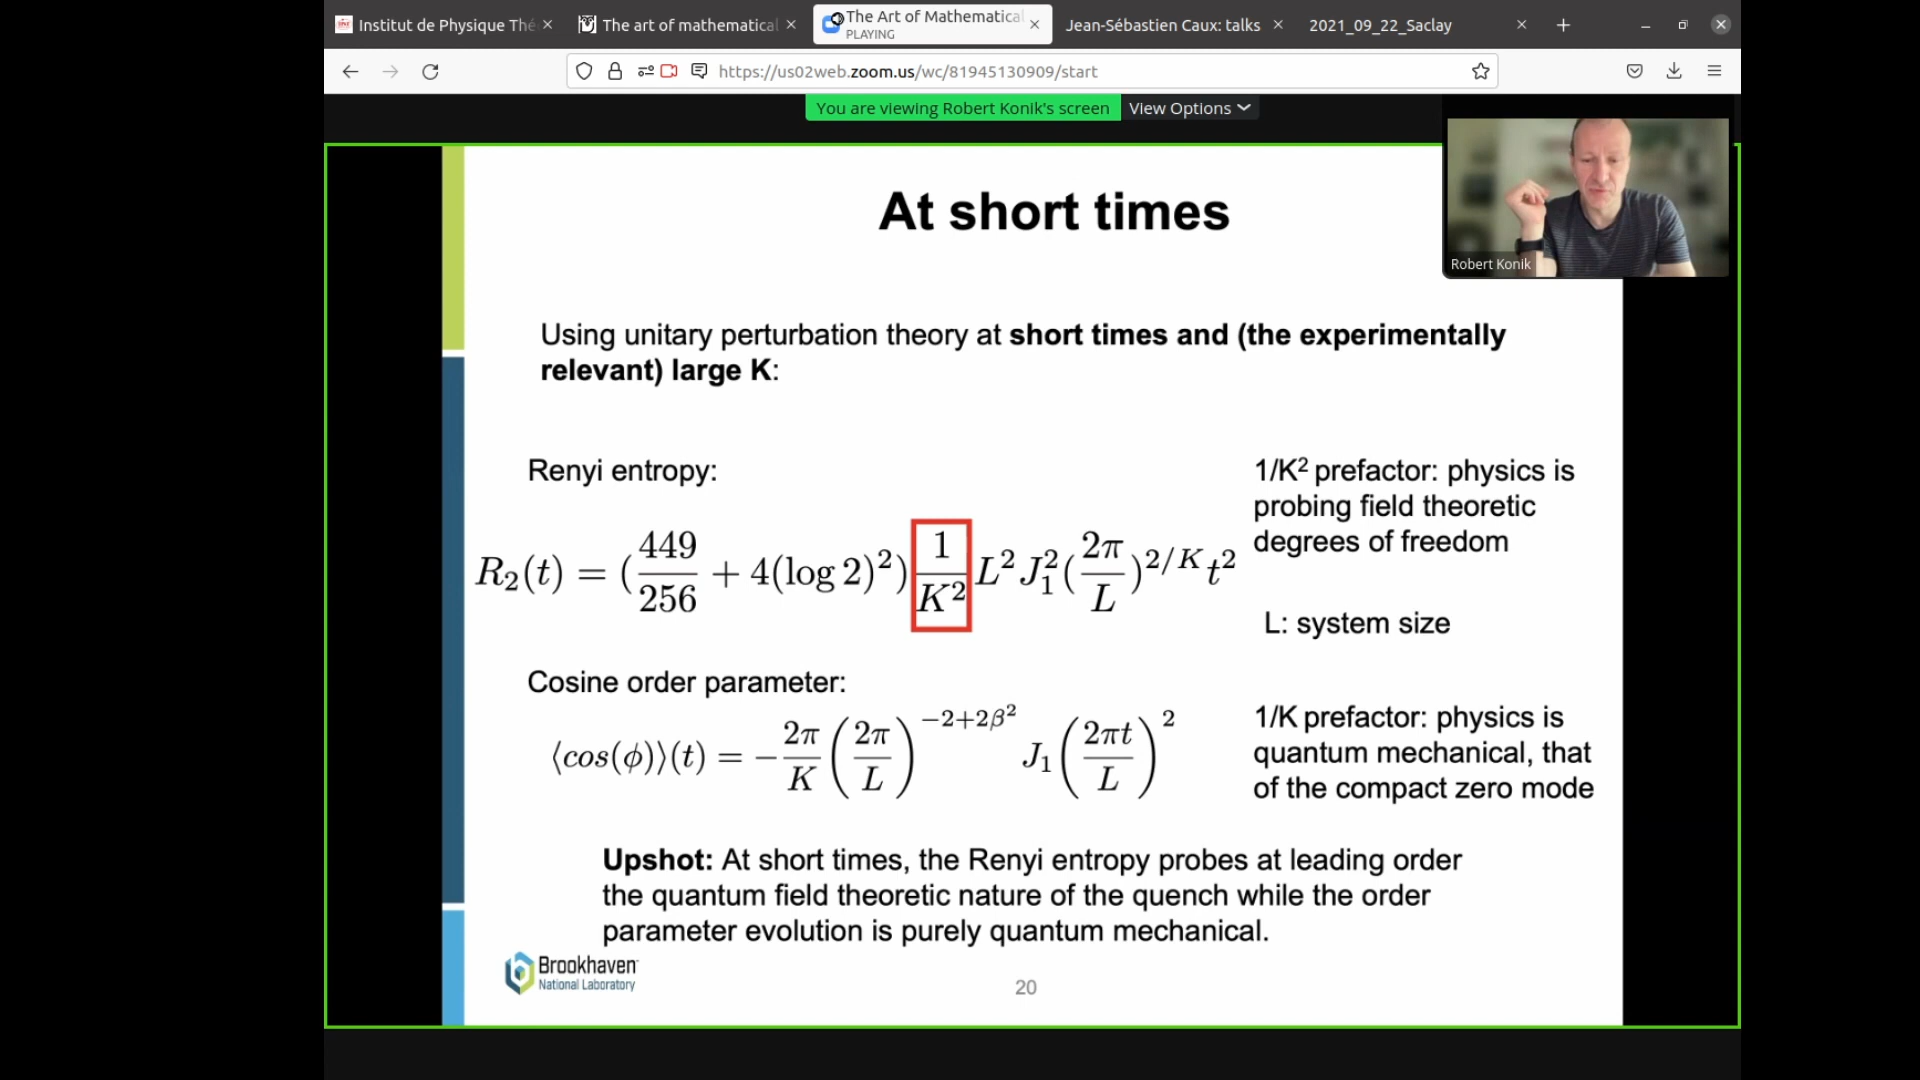 Institut de Physique Thé
The art of mathematical
The Art of Mathematica
PLAYING
Jean-Sébastien Caux: talks
2021_09_22_Saclay
https://us02web.zoom.us/wc/81945130909/start
You are viewing Robert Konik's screen
View Options
Robert Konik
At short times
Using unitary perturbation theory at short times and (the experimentally
relevant) large K:
Renyi entropy:
R₂(t) = (449/256 + 4(log 2)²) 1/K² L² J₁² (2π/L)^{2/K} t²
1/K² prefactor: physics is
probing field theoretic
degrees of freedom
L: system size
Cosine order parameter:
⟨cos(ϕ)⟩(t) = −2π/K (2π/L)^{−2+2β²} J₁ (2πt/L)²
1/K prefactor: physics is
quantum mechanical, that
of the compact zero mode
Upshot: At short times, the Renyi entropy probes at leading order
the quantum field theoretic nature of the quench while the order
parameter evolution is purely quantum mechanical.
Brookhaven
National Laboratory
20